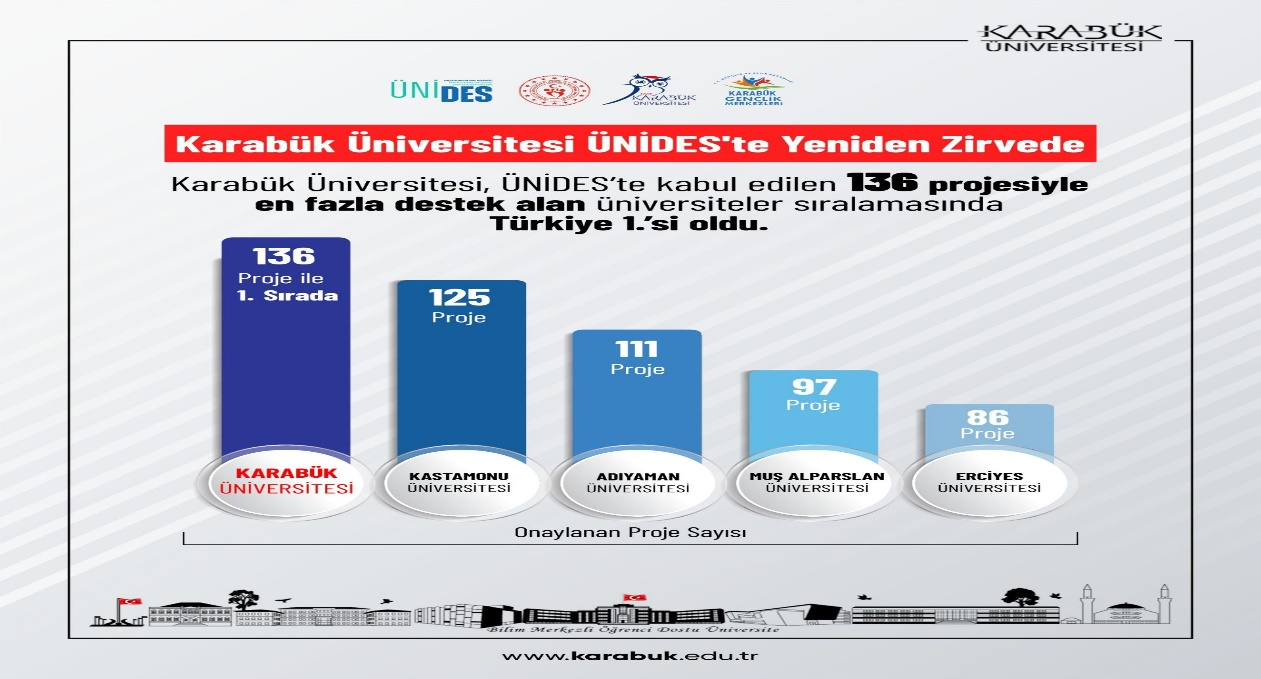 KARABÜK
ÜNİVERSİTESİ
ÜNİDES
KARABÜK
ÜNİVERSİTESİ
KARABÜK
GENÇLİK
MERKEZLERİ
Karabük Üniversitesi ÜNİDES'te Yeniden Zirvede
Karabük Üniversitesi, ÜNİDES’te kabul edilen 136 projesiyle
en fazla destek alan üniversiteler sıralamasında
Türkiye 1.’si oldu.
136
Proje ile
1. Sırada
125
Proje
111
Proje
97
Proje
86
Proje
KARABÜK
ÜNİVERSİTESİ
KASTAMONU
ÜNİVERSİTESİ
ADIYAMAN
ÜNİVERSİTESİ
MUŞ ALPARSLAN
ÜNİVERSİTESİ
ERCİYES
ÜNİVERSİTESİ
Onaylanan Proje Sayısı
Bilim Merkezli Öğrenci Dostu Üniversite
www.karabuk.edu.tr